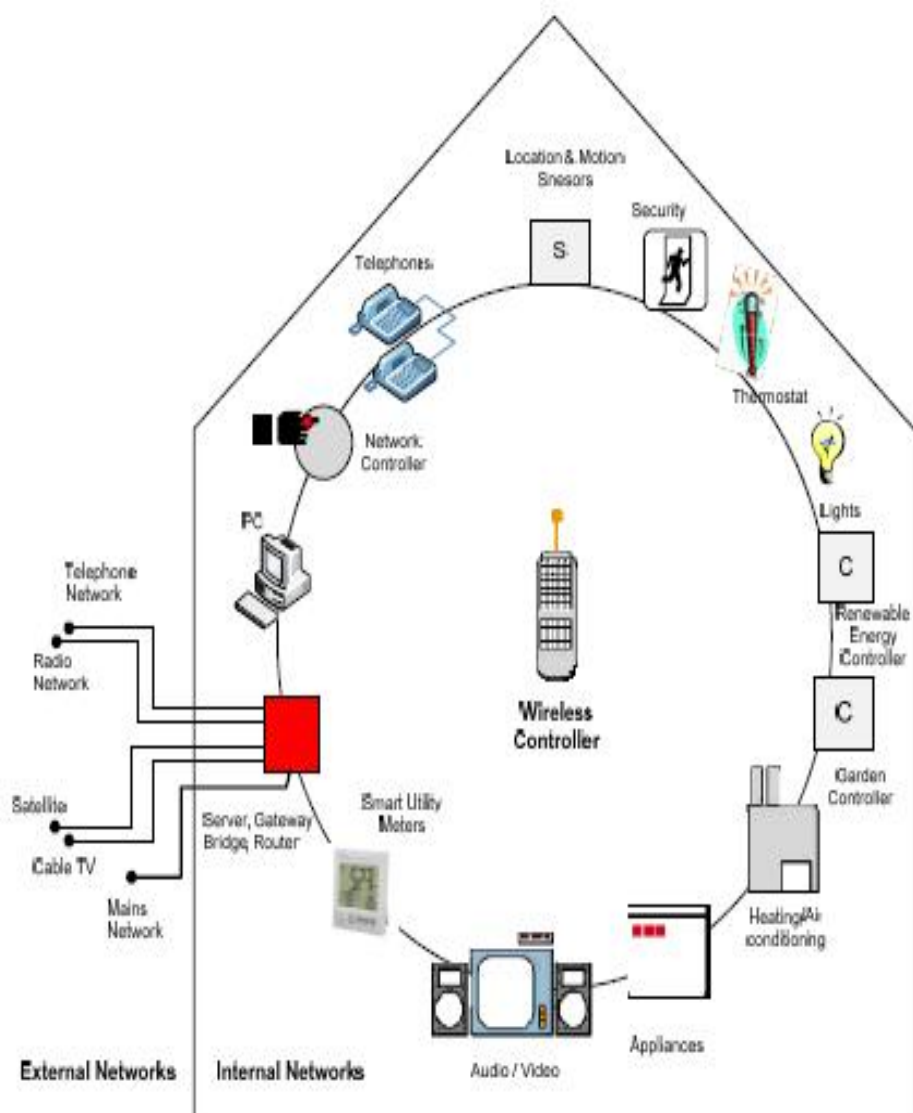 Location & Motion
Snesors
Security
S
Telephones
Thermostat
Network
Controller
Lights
PC
C
Telephone
Network
Renewable
Energy
Controller
Radio
Network
Wireless
Controller
C
Garden
Controller
Satellite
Server, Gateway
Bridge, Router
Smart Utility
Meters
Cable TV
Mains
Network
Heating/Air
conditioning
Appliances
Audio / Video
External Networks
Internal Networks